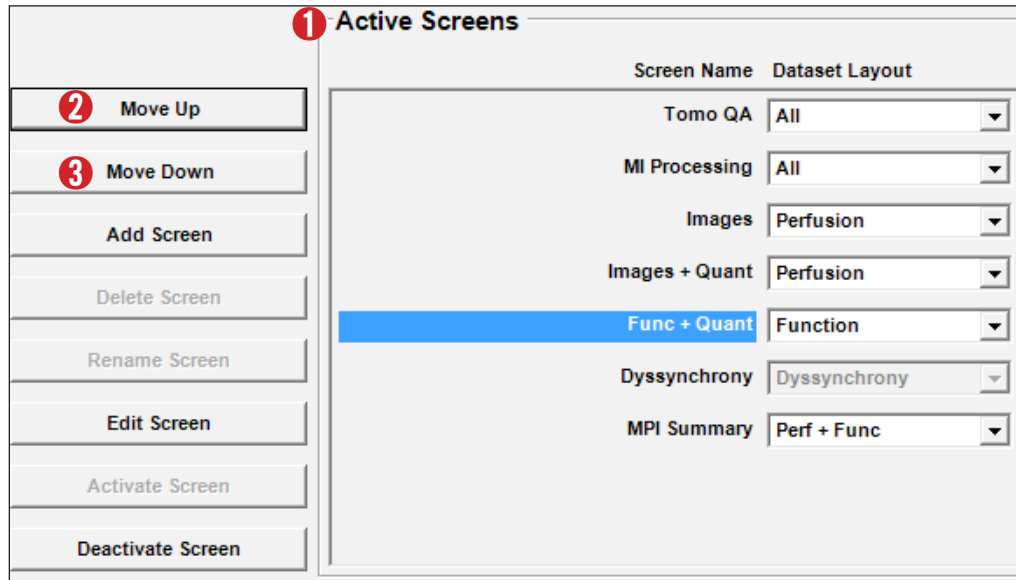 1 Active Screens
Screen Name Dataset Layout
2 Move Up
3 Move Down
Add Screen
Delete Screen
Rename Screen
Edit Screen
Activate Screen
Deactivate Screen
Tomo QA All
MI Processing All
Images Perfusion
Images + Quant Perfusion
Func + Quant Function
Dyssynchrony Dyssynchrony
MPI Summary Perf + Func